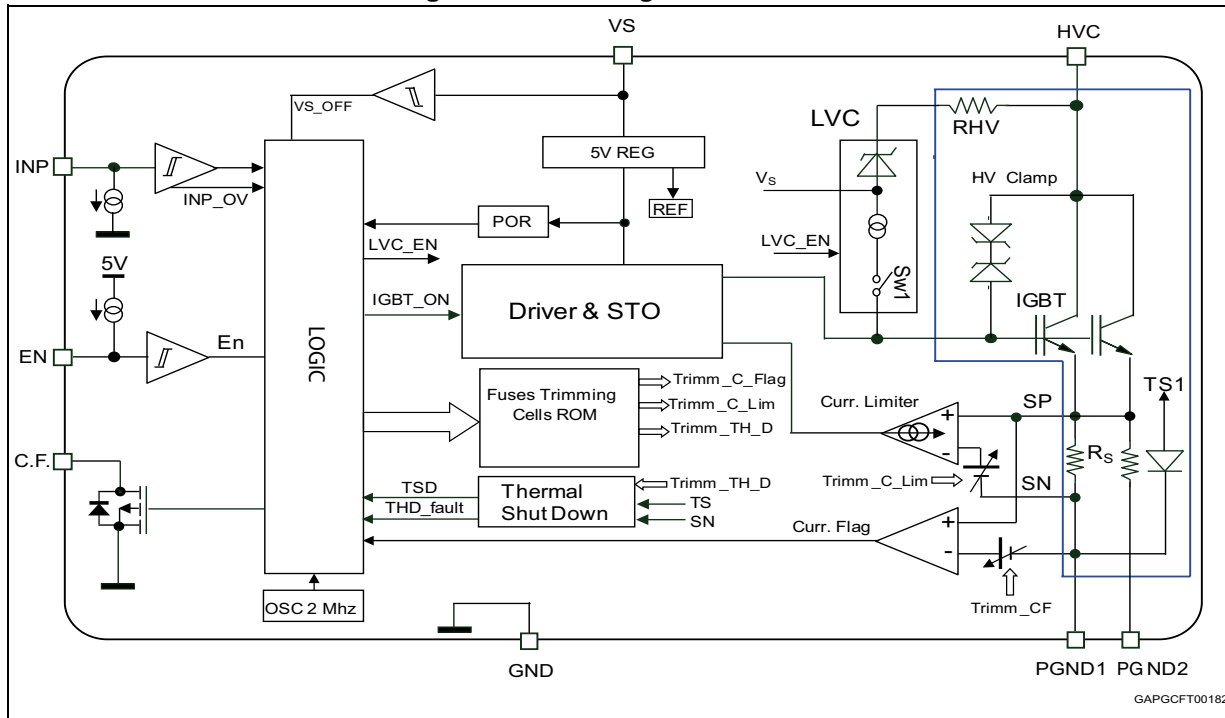 VS
HVC
VS_OFF
LVC
RHV
INP
5V REG
INP_OV
VS
HV Clamp
REF
POR
LVC_EN
LVC_EN
5V
Sw1
IGBT_ON
IGBT
Driver & STO
LOGIC
EN
En
TS1
Fuses Trimming
Cells ROM
Trimm_C_Flag
Trimm_C_Lim
Trimm_TH_D
Curr. Limiter
SP
+
-
RS
C.F.
Trimm_C_Lim
SN
TSD
THD_fault
Thermal
Shut Down
Trimm_TH_D
TS
SN
Curr. Flag
+
-
OSC 2 Mhz
Trimm_CF
GND
PGND1
PGND2
GAPGCFT00182